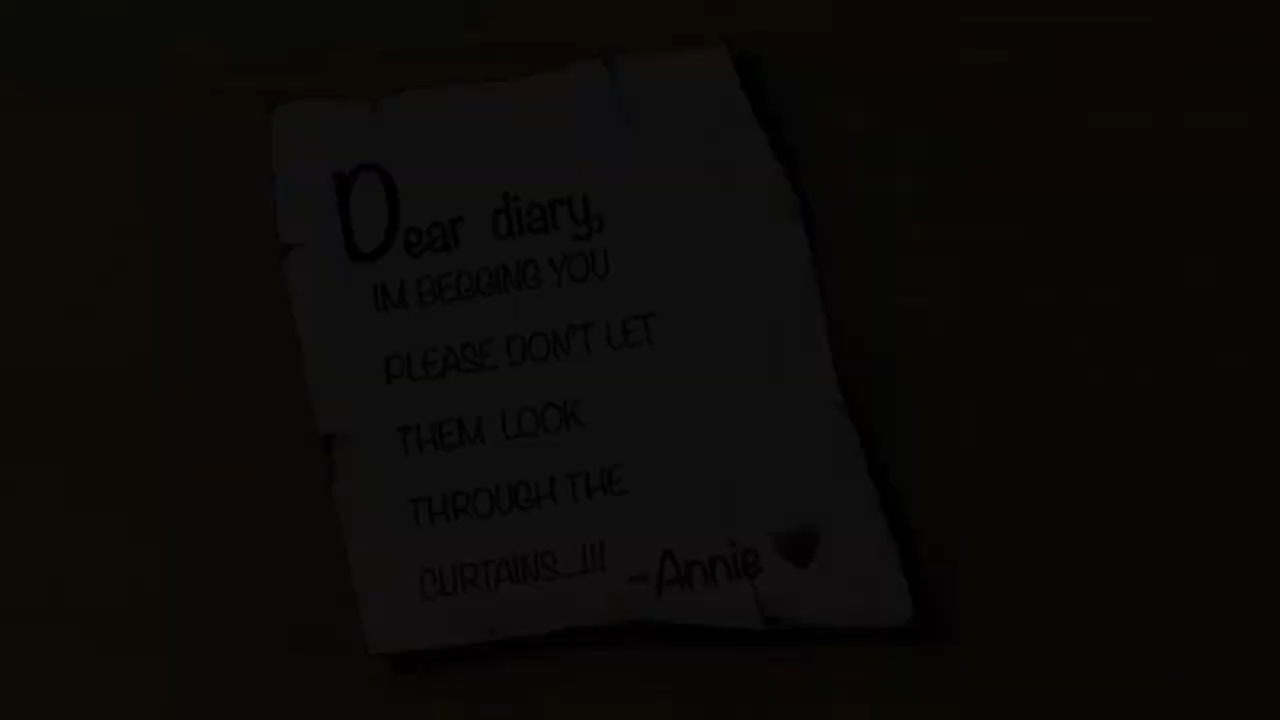 Dear diary,
IM BEGGING YOU
PLEASE DON'T LET
THEM LOOK
THROUGH THE
CURTAINS...!!!
-Annie ♥